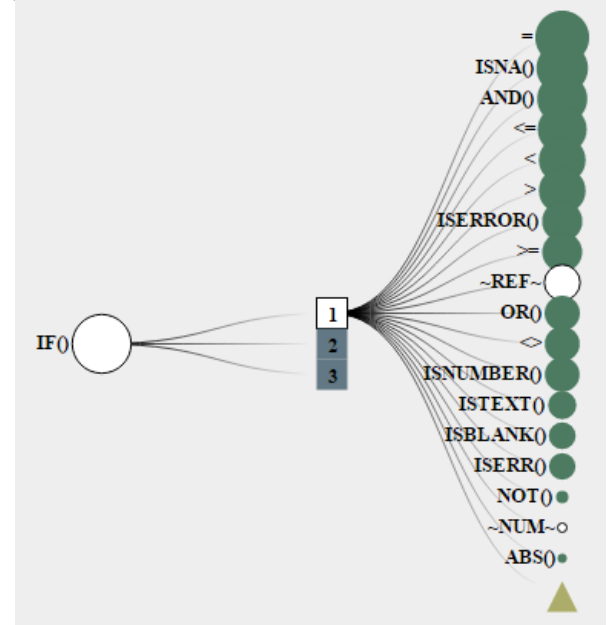 =
ISNA()
AND()
<=
<
>
ISERROR()
>=
~REF~
OR()
<>
ISNUMBER()
ISTEXT()
ISBLANK()
ISERR()
NOT()
~NUM~
ABS()
IF()
1
2
3